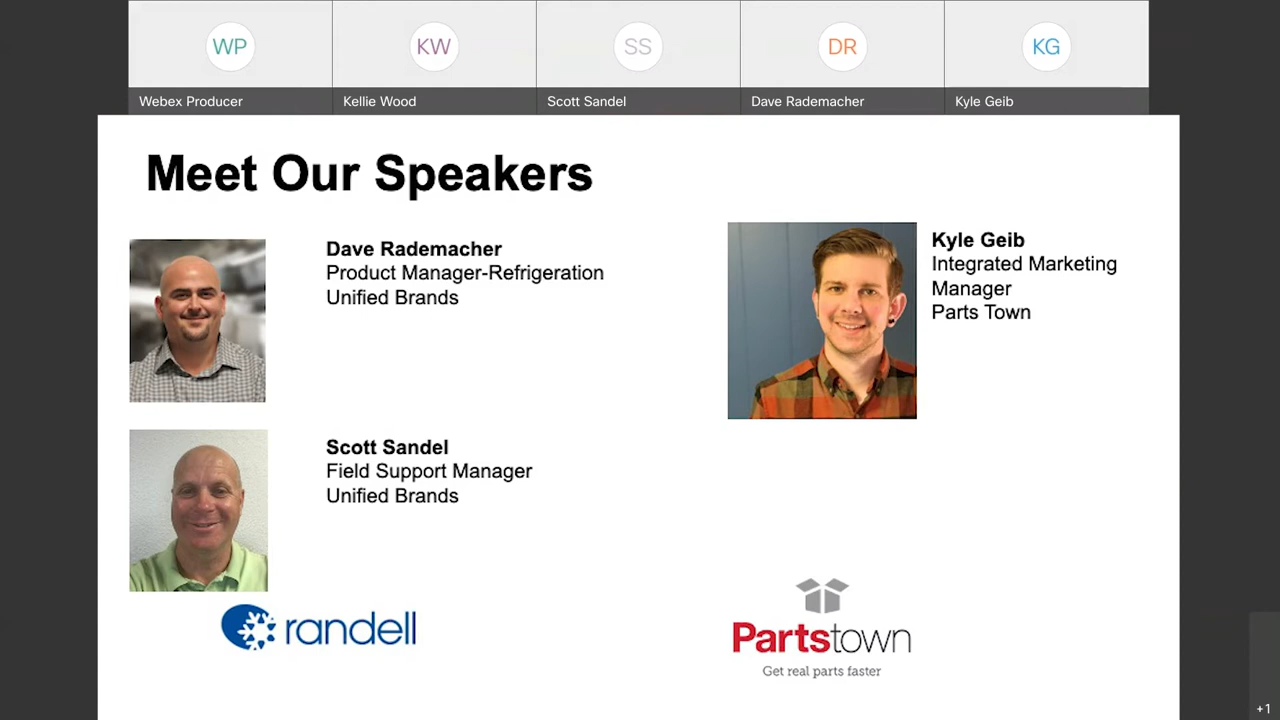 WP
KW
SS
DR
KG
Webex Producer
Kellie Wood
Scott Sandel
Dave Rademacher
Kyle Geib
Meet Our Speakers
Dave Rademacher
Product Manager-Refrigeration
Unified Brands
Kyle Geib
Integrated Marketing
Manager
Parts Town
Scott Sandel
Field Support Manager
Unified Brands
randell
Partstown
Get real parts faster
+1